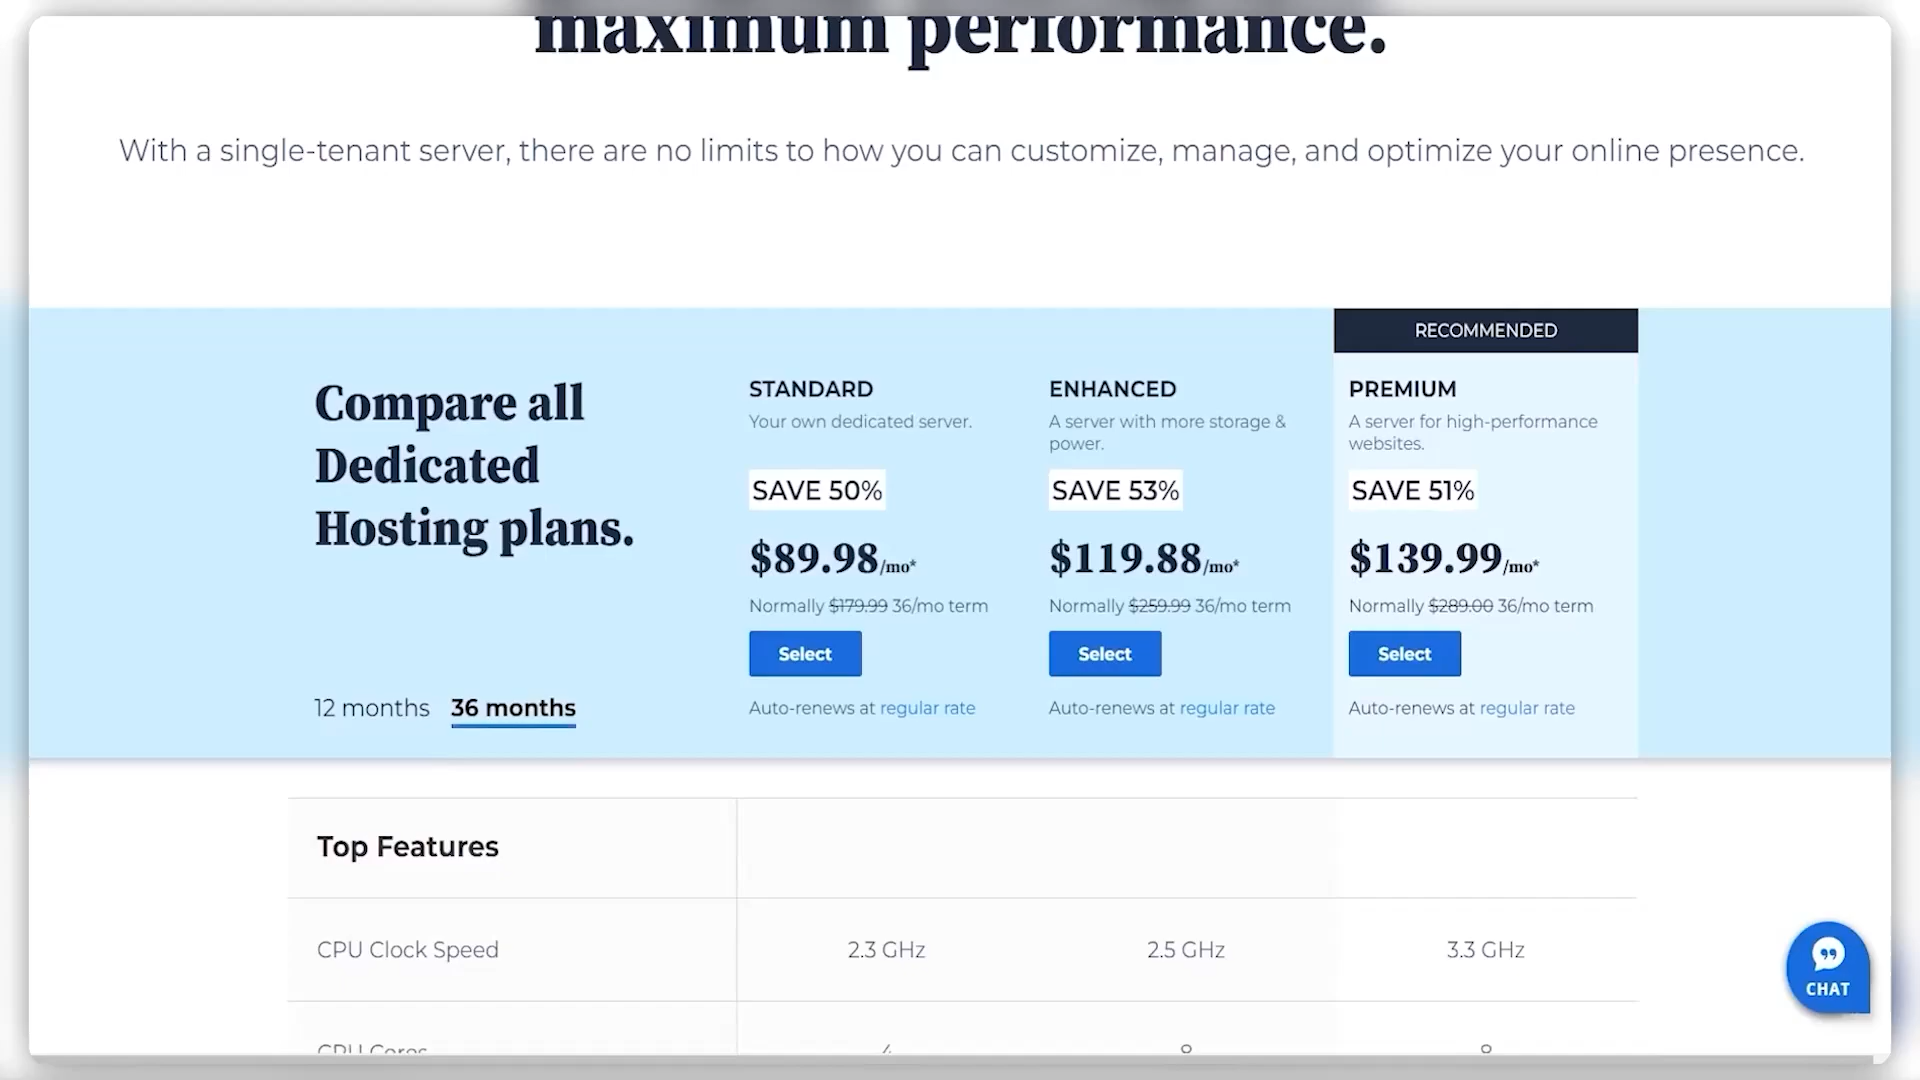 maximum performance.
With a single-tenant server, there are no limits to how you can customize, manage, and optimize your online presence.
RECOMMENDED
Compare all
Dedicated
Hosting plans.
12 months 36 months
STANDARD
Your own dedicated server.
SAVE 50%
$89.98/mo*
Normally $179.99 36/mo term
Select
Auto-renews at regular rate
ENHANCED
A server with more storage &
power.
SAVE 53%
$119.88/mo*
Normally $259.99 36/mo term
Select
Auto-renews at regular rate
PREMIUM
A server for high-performance
websites.
SAVE 51%
$139.99/mo*
Normally $289.00 36/mo term
Select
Auto-renews at regular rate
Top Features
CPU Clock Speed 2.3 GHz 2.5 GHz 3.3 GHz
CPU Cores
CHAT